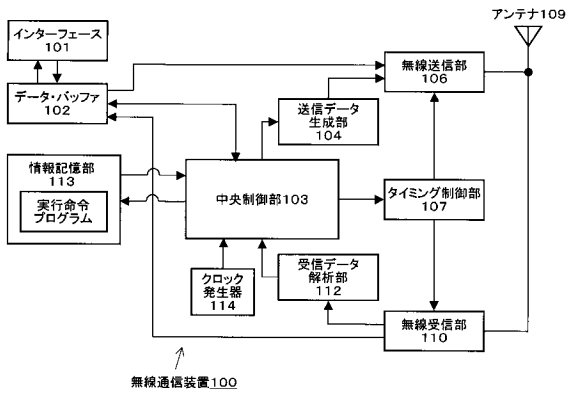 アンテナ109
インターフェース
101
データ・バッファ
102
無線送信部
106
送信データ
生成部
104
情報記憶部
113
実行命令
プログラム
中央制御部103
タイミング制御部
107
クロック
発生器
114
受信データ
解析部
112
無線受信部
110
無線通信装置100